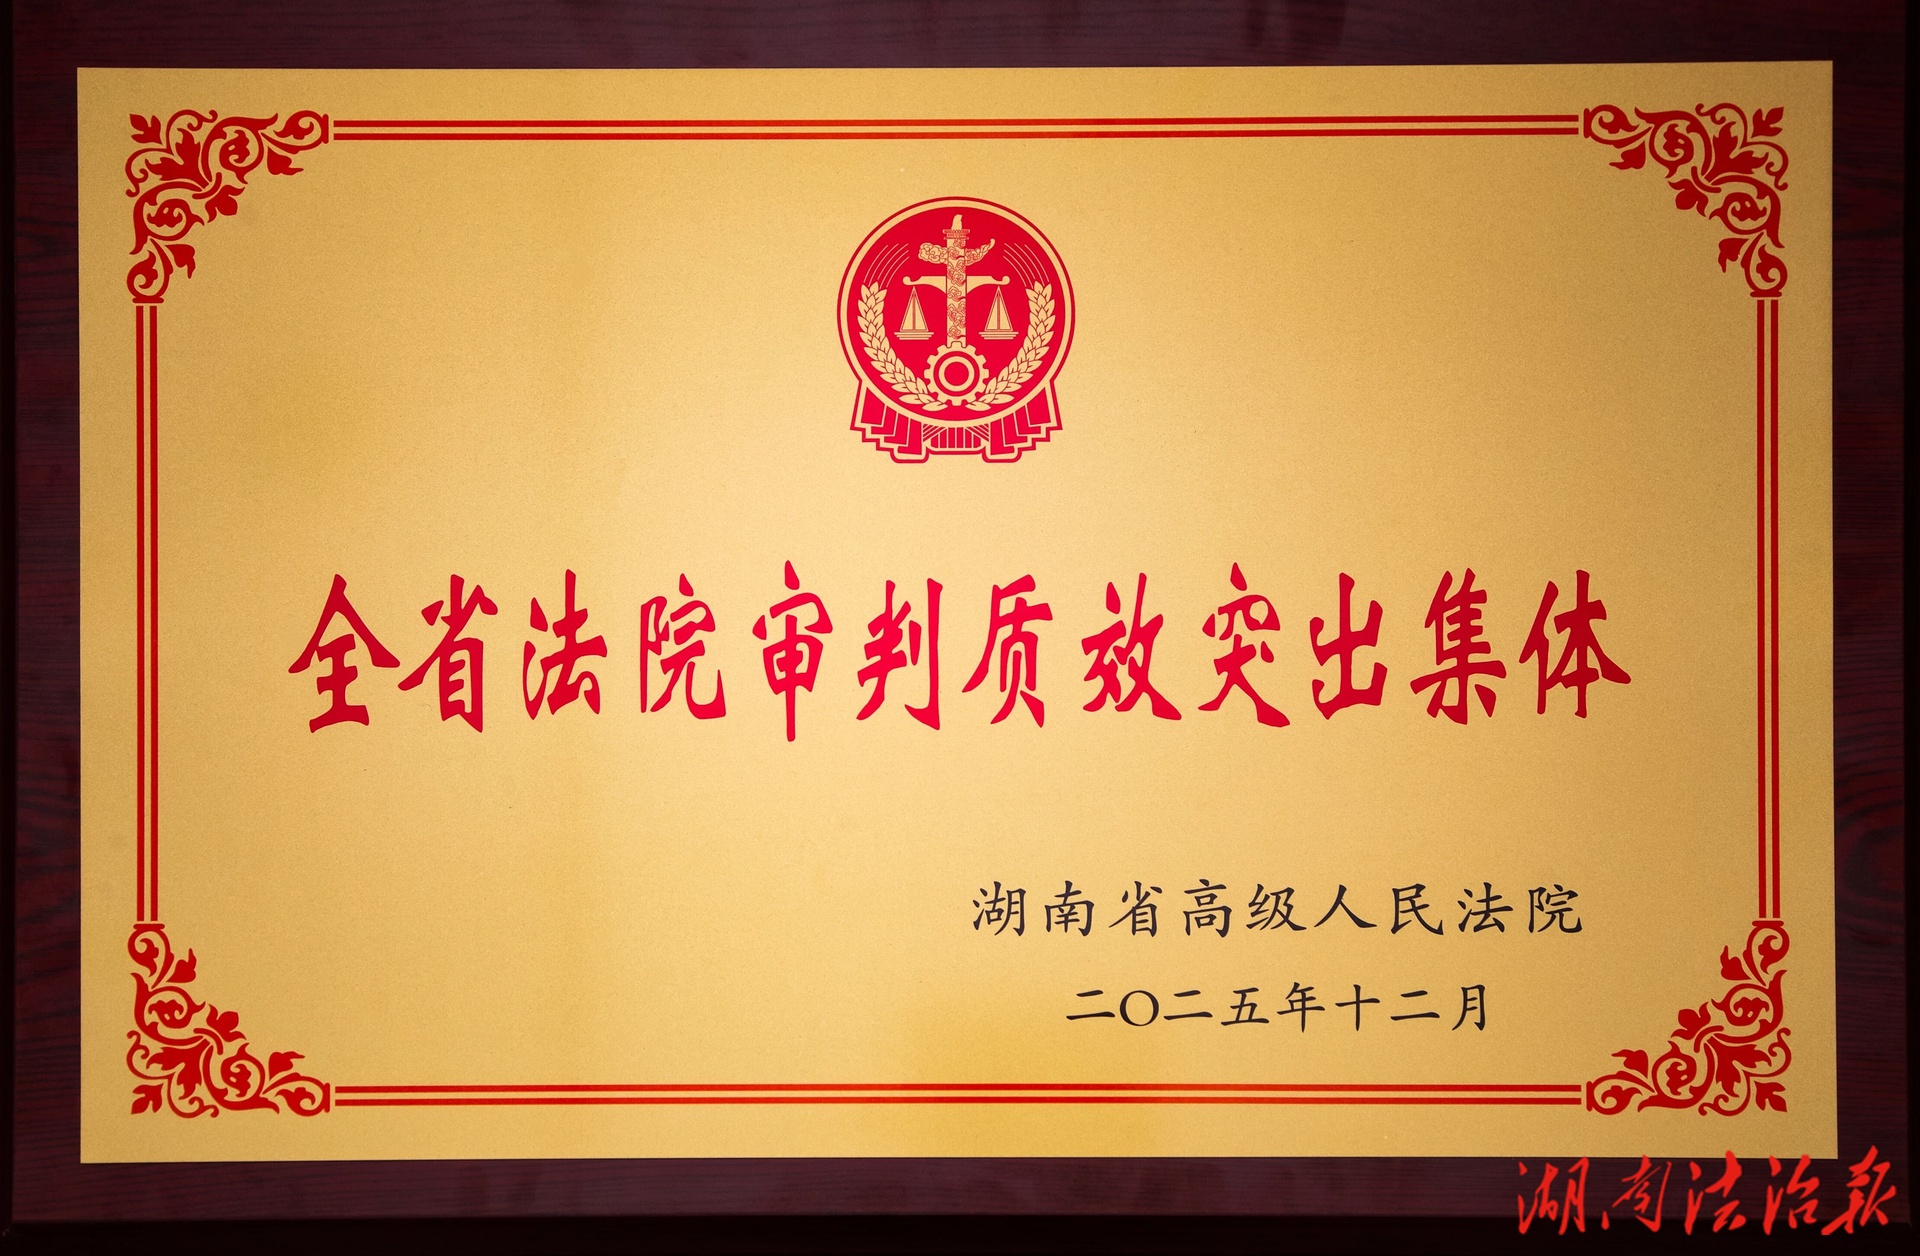 全省法院审判质效突出集体
湖南省高级人民法院
二〇二五年十二月
湖南法治报